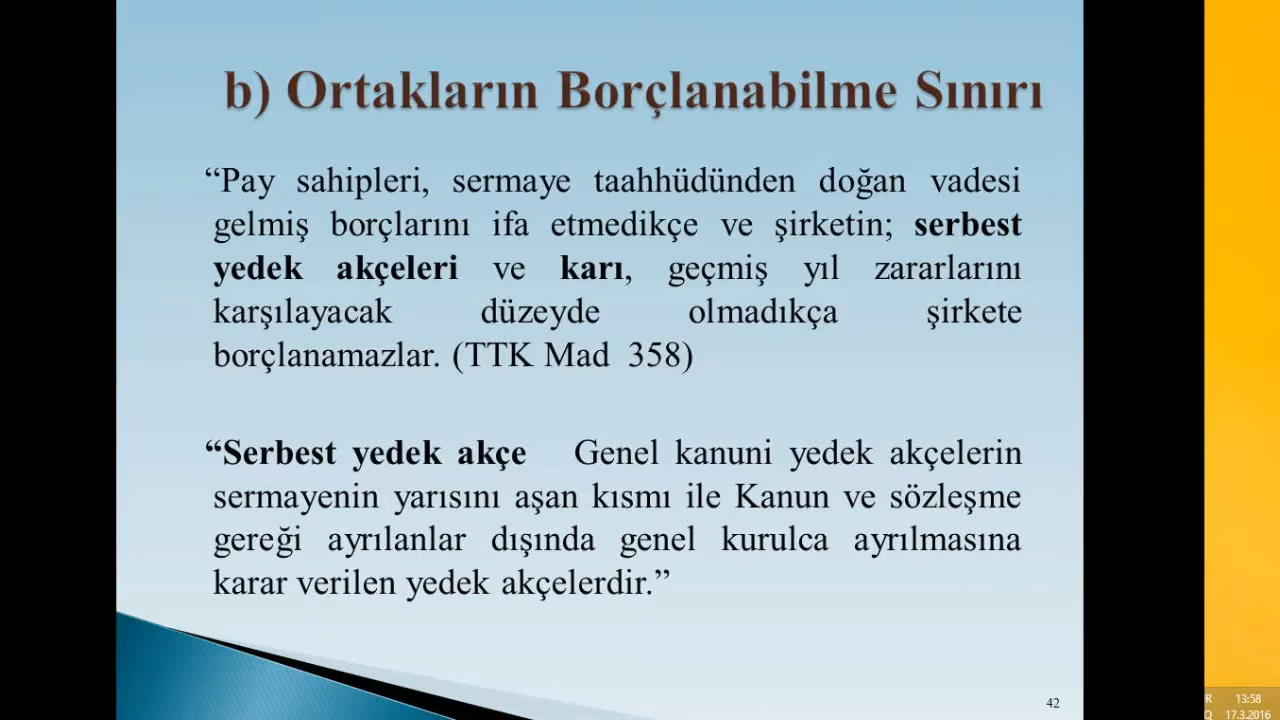 b) Ortakların Borçlanabilme Sınırı
“Pay sahipleri, sermaye taahhüdünden doğan vadesi
gelmiş borçlarını ifa etmedikçe ve şirketin; serbest
yedek akçeleri ve karı, geçmiş yıl zararlarını
karşılayacak düzeyde olmadıkça şirkete
borçlanamazlar. (TTK Mad 358)
“Serbest yedek akçe Genel kanuni yedek akçelerin
sermayenin yarısını aşan kısmı ile Kanun ve sözleşme
gereği ayrılanlar dışında genel kurulca ayrılmasına
karar verilen yedek akçelerdir.”
42
R 13:58
Q 17.3.2016